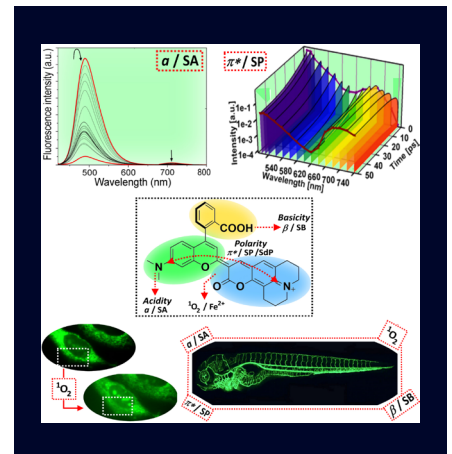 α / SA
Fluorescence intensity (a.u.)
500 600 700 800
Wavelength (nm)
π* / SP
Intensity [a.u.]
1e-1
1e-2
1e-3
1e-4
540 580 620 660 700 740
Wavelength [nm]
0
10
20
30
40
50
Time [ps]
COOH
Basicity
β / SB
Polarity
π* / SP /SdP
N
O
O
O
N
Acidity
α / SA
¹O₂ / Fe²⁺
¹O₂
α / SA
¹O₂
π* / SP
β / SB